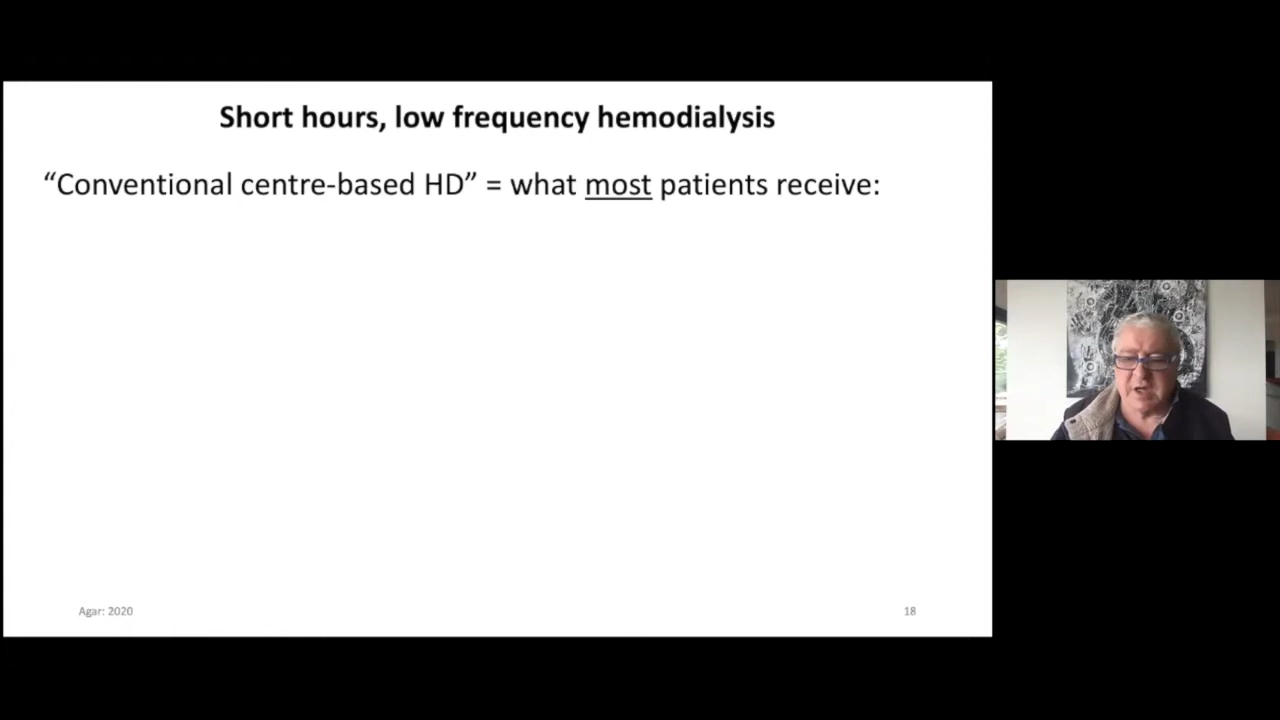 Short hours, low frequency hemodialysis
“Conventional centre-based HD” = what most patients receive:
Agar: 2020
18